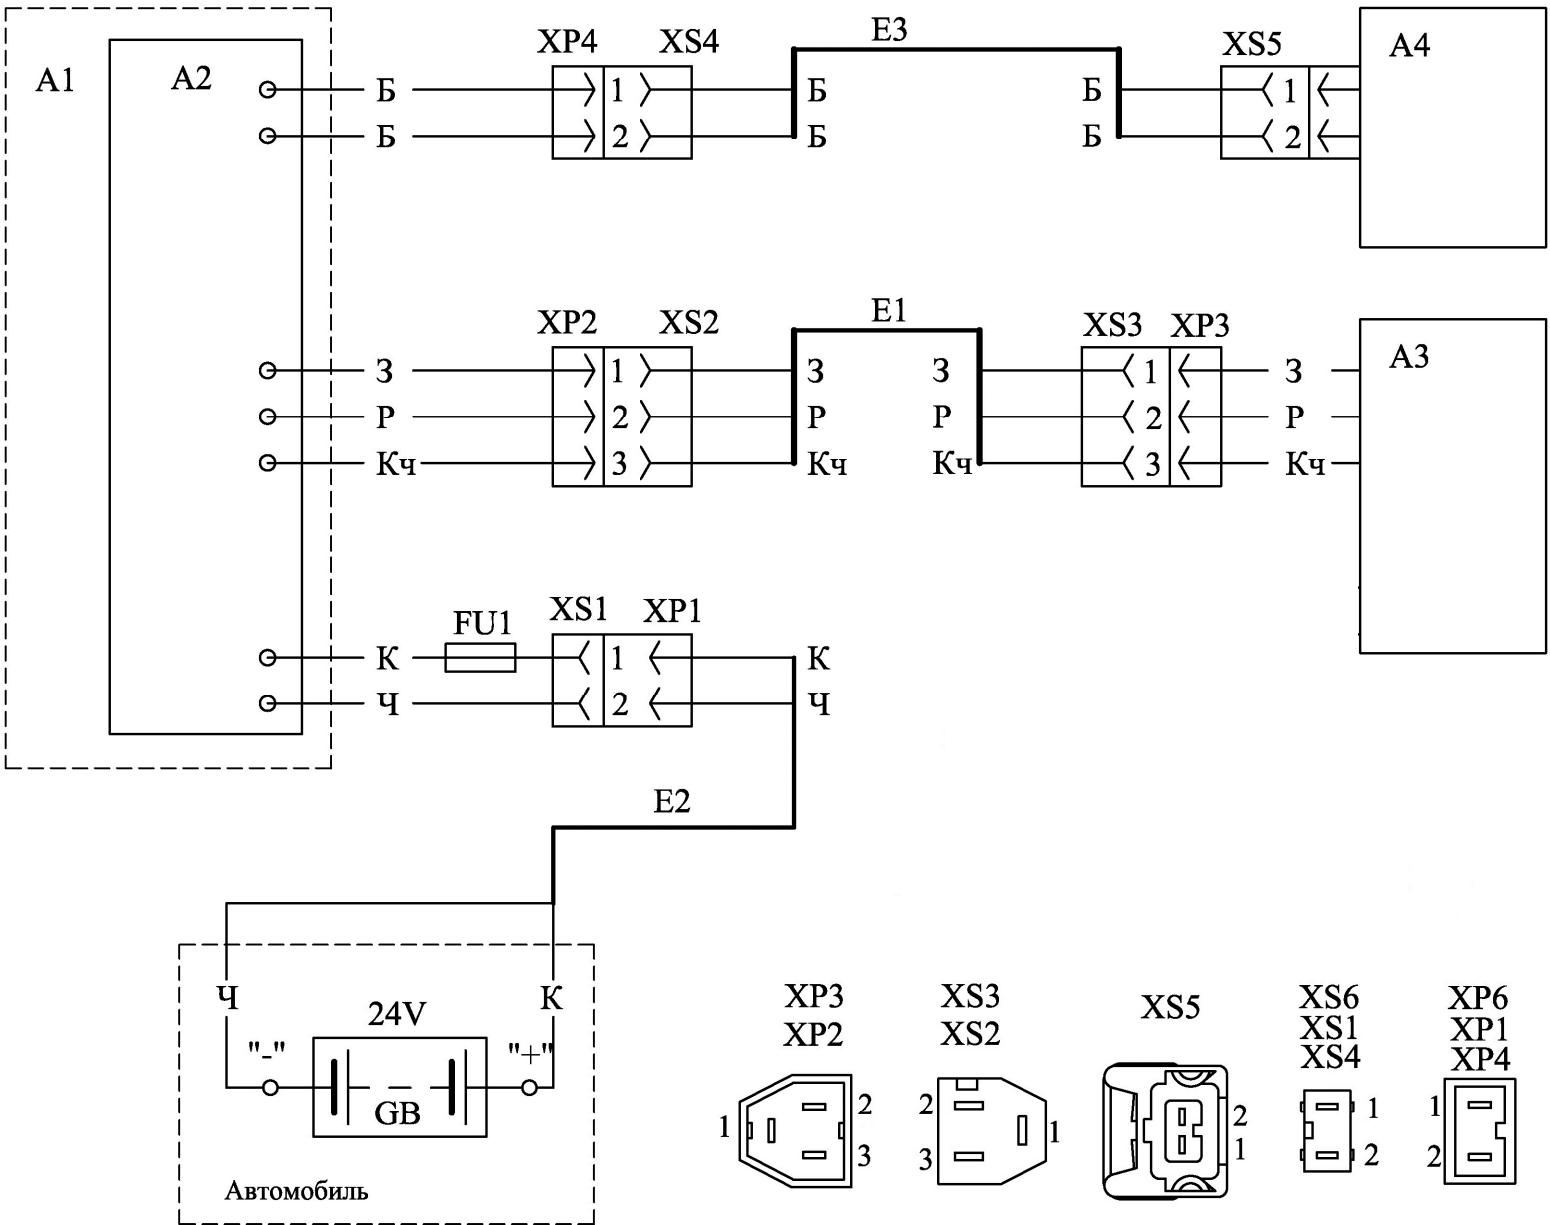 A1
A2
XP4 XS4
E3
XS5
A4
Б 1 Б Б 1
Б 2 Б Б 2
XP2 XS2
E1
XS3 XP3
A3
З 1 З З 1 З
Р 2 Р Р 2 Р
Кч 3 Кч Кч 3 Кч
FU1
XS1 XP1
К 1 К
Ч 2 Ч
E2
Ч К
24V
"-" "+"
GB
Автомобиль
XP3
XP2
1 2
3
XS3
XS2
2 1
3
XS5
2
1
XS6
XS1
XS4
1
2
XP6
XP1
XP4
1
2